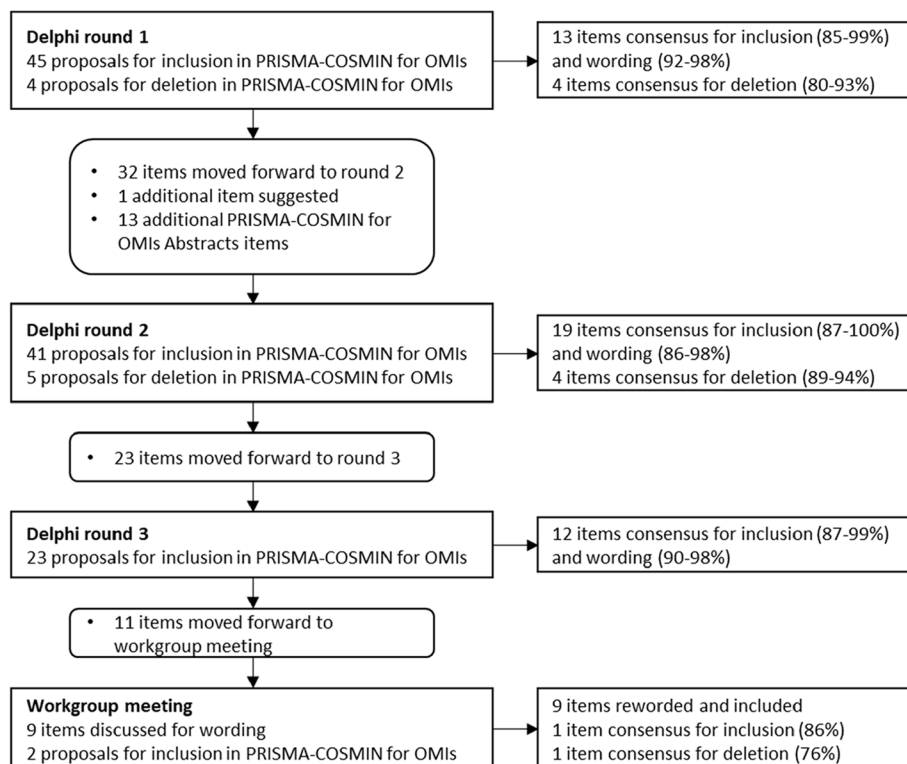 Delphi round 1
45 proposals for inclusion in PRISMA-COSMIN for OMIs
4 proposals for deletion in PRISMA-COSMIN for OMIs
13 items consensus for inclusion (85-99%)
and wording (92-98%)
4 items consensus for deletion (80-93%)
• 32 items moved forward to round 2
• 1 additional item suggested
• 13 additional PRISMA-COSMIN for
OMIs Abstracts items
Delphi round 2
41 proposals for inclusion in PRISMA-COSMIN for OMIs
5 proposals for deletion in PRISMA-COSMIN for OMIs
19 items consensus for inclusion (87-100%)
and wording (86-98%)
4 items consensus for deletion (89-94%)
• 23 items moved forward to round 3
Delphi round 3
23 proposals for inclusion in PRISMA-COSMIN for OMIs
12 items consensus for inclusion (87-99%)
and wording (90-98%)
• 11 items moved forward to
workgroup meeting
Workgroup meeting
9 items discussed for wording
2 proposals for inclusion in PRISMA-COSMIN for OMIs
9 items reworded and included
1 item consensus for inclusion (86%)
1 item consensus for deletion (76%)